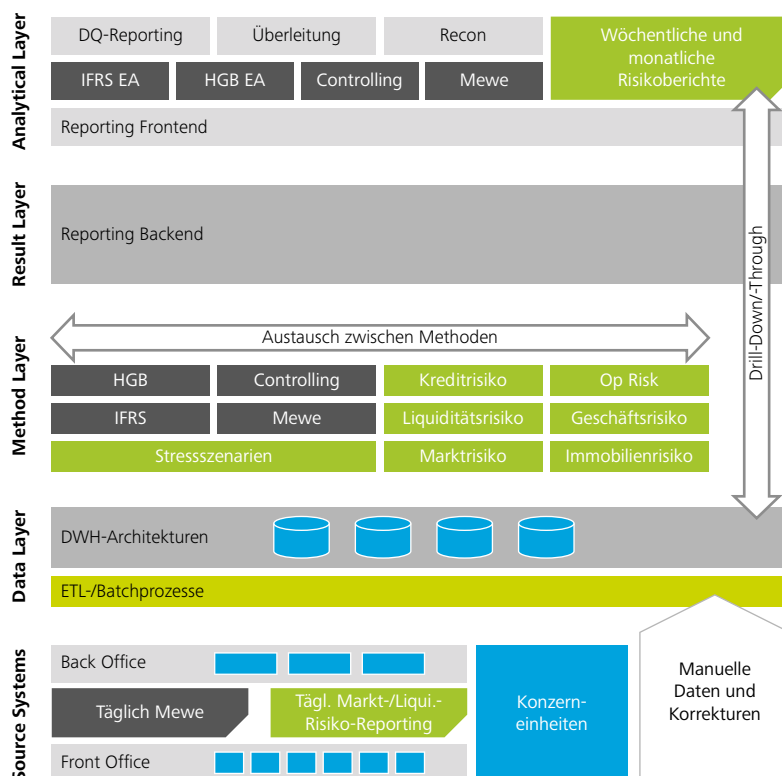 Analytical Layer
DQ-Reporting
Überleitung
Recon
Wöchentliche und
monatliche
Risikoberichte
IFRS EA
HGB EA
Controlling
Mewe
Reporting Frontend
Result Layer
Reporting Backend
Drill-Down/-Through
Method Layer
Austausch zwischen Methoden
HGB
Controlling
Kreditrisiko
Op Risk
IFRS
Mewe
Liquiditätsrisiko
Geschäftsrisiko
Stressszenarien
Marktrisiko
Immobilienrisiko
Data Layer
DWH-Architekturen
ETL-/Batchprozesse
Source Systems
Back Office
Täglich Mewe
Tägl. Markt-/Liqui.-
Risiko-Reporting
Front Office
Konzern-
einheiten
Manuelle
Daten und
Korrekturen